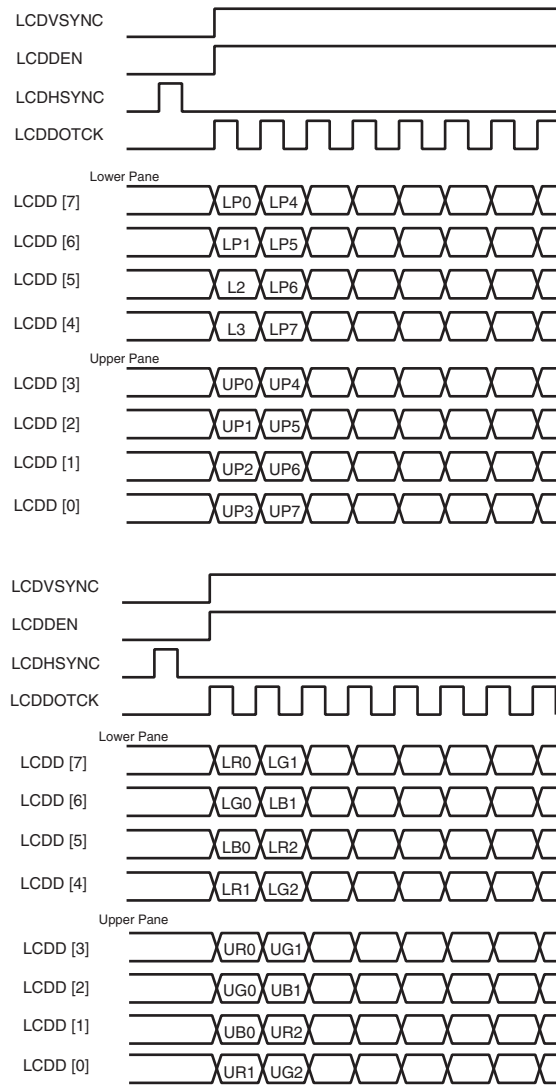 LCDVSYNC
LCDDEN
LCDHSYNC
LCDDOTCK
Lower Pane
LCDD [7] LP0 LP4
LCDD [6] LP1 LP5
LCDD [5] L2 LP6
LCDD [4] L3 LP7
Upper Pane
LCDD [3] UP0 UP4
LCDD [2] UP1 UP5
LCDD [1] UP2 UP6
LCDD [0] UP3 UP7
LCDVSYNC
LCDDEN
LCDHSYNC
LCDDOTCK
Lower Pane
LCDD [7] LR0 LG1
LCDD [6] LG0 LB1
LCDD [5] LB0 LR2
LCDD [4] LR1 LG2
Upper Pane
LCDD [3] UR0 UG1
LCDD [2] UG0 UB1
LCDD [1] UB0 UR2
LCDD [0] UR1 UG2